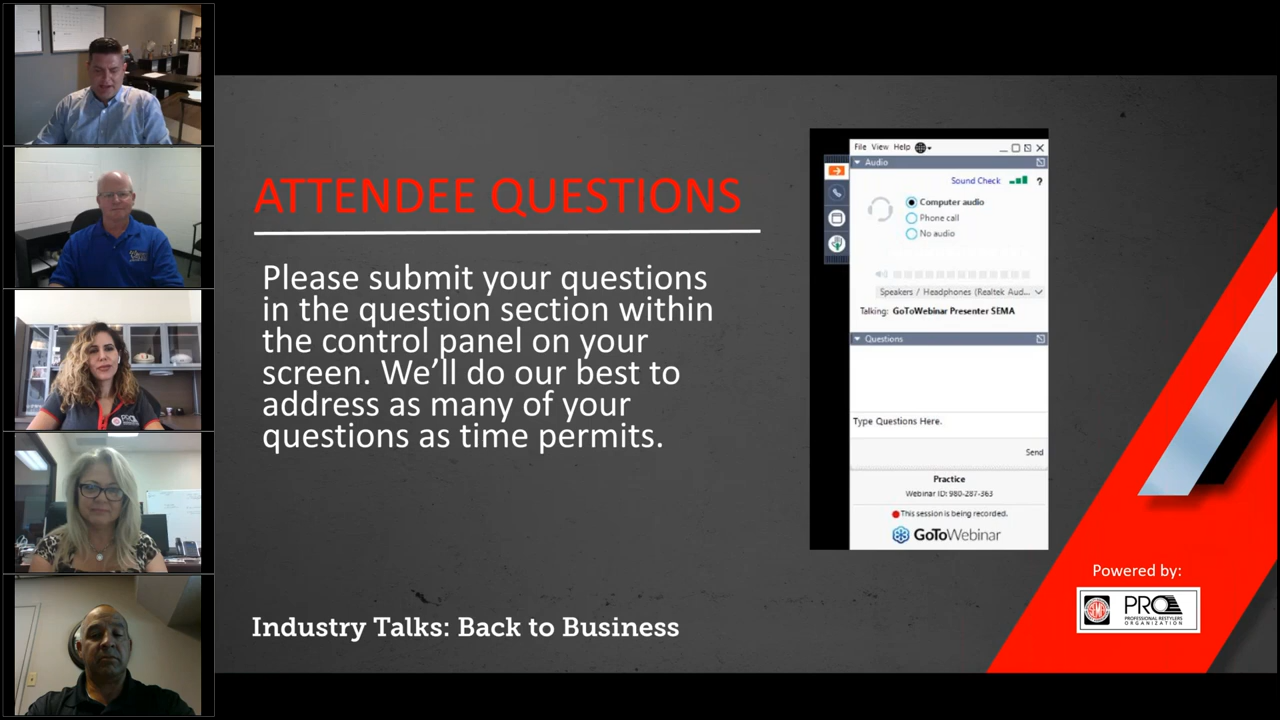 ATTENDEE QUESTIONS
Please submit your questions
in the question section within
the control panel on your
screen. We’ll do our best to
address as many of your
questions as time permits.
Industry Talks: Back to Business
File View Help
Audio
Sound Check
?
Computer audio
Phone call
No audio
Speakers / Headphones (Realtek Aud...
Talking: GoToWebinar Presenter SEMA
Questions
Type Questions Here.
Send
Practice
Webinar ID: 980-287-363
This session is being recorded.
GoToWebinar
Powered by:
SEMA
PRO
PROFESSIONAL RESTYLERS
ORGANIZATION
PRO